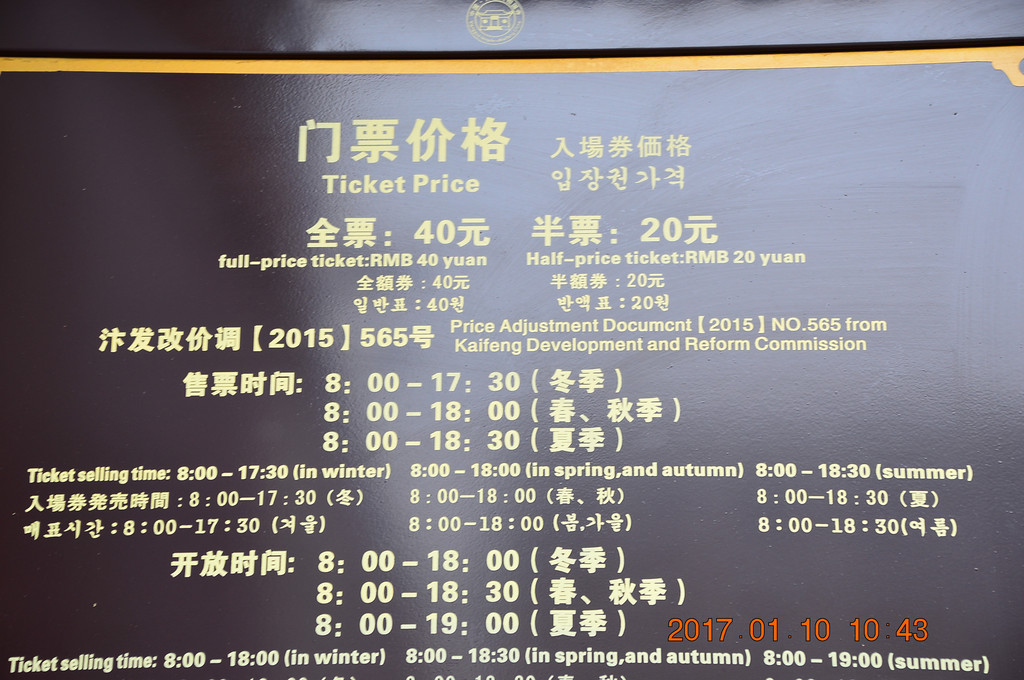 门票价格 入場券価格
Ticket Price 입장권가격
全票：40元 半票：20元
full-price ticket:RMB 40 yuan Half-price ticket:RMB 20 yuan
全額券：40元 半額券：20元
일반표：40원 반액표：20원
汴发改价调【2015】565号 Price Adjustment Documcnt【2015】NO.565 from
Kaifeng Development and Reform Commission
售票时间: 8：00－17：30（冬季）
8：00－18：00（春、秋季）
8：00－18：30（夏季）
Ticket selling time: 8:00－17:30 (in winter) 8:00－18:00 (in spring,and autumn) 8:00－18:30 (summer)
入場券発売時間：8：00—17：30（冬） 8：00—18：00（春、秋） 8：00—18：30（夏）
매표시간：8：00—17：30 (겨울) 8：00—18：00 (봄,가을) 8：00—18：30(여름)
开放时间: 8：00－18：00（冬季）
8：00－18：30（春、秋季）
8：00－19：00（夏季）
2017.01.10 10:43
Ticket selling time: 8:00－18:00 (in winter) 8:00－18:30 (in spring,and autumn) 8:00－19:00 (summer)